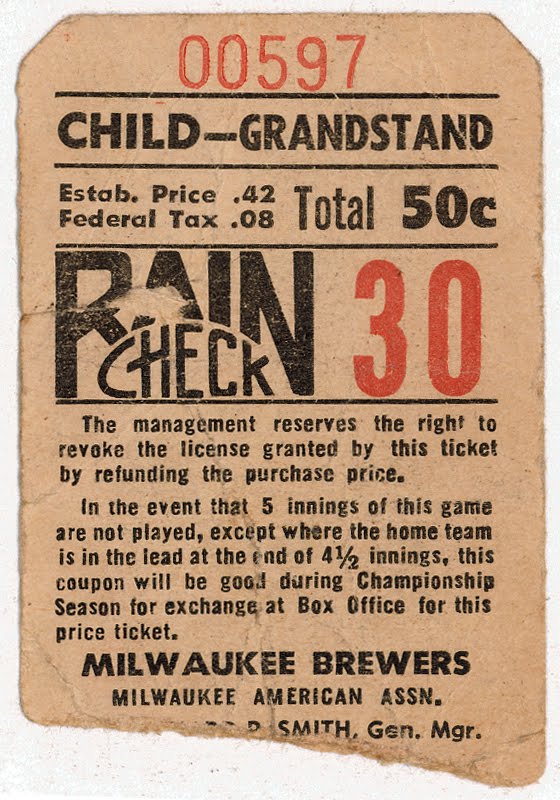 00597
CHILD—GRANDSTAND
Estab. Price .42
Federal Tax .08
Total 50c
RAIN
CHECK
30
The management reserves the right to
revoke the license granted by this ticket
by refunding the purchase price.
In the event that 5 innings of this game
are not played, except where the home team
is in the lead at the end of 4½ innings, this
coupon will be good during Championship
Season for exchange at Box Office for this
price ticket.
MILWAUKEE BREWERS
MILWAUKEE AMERICAN ASSN.
SMITH, Gen. Mgr.